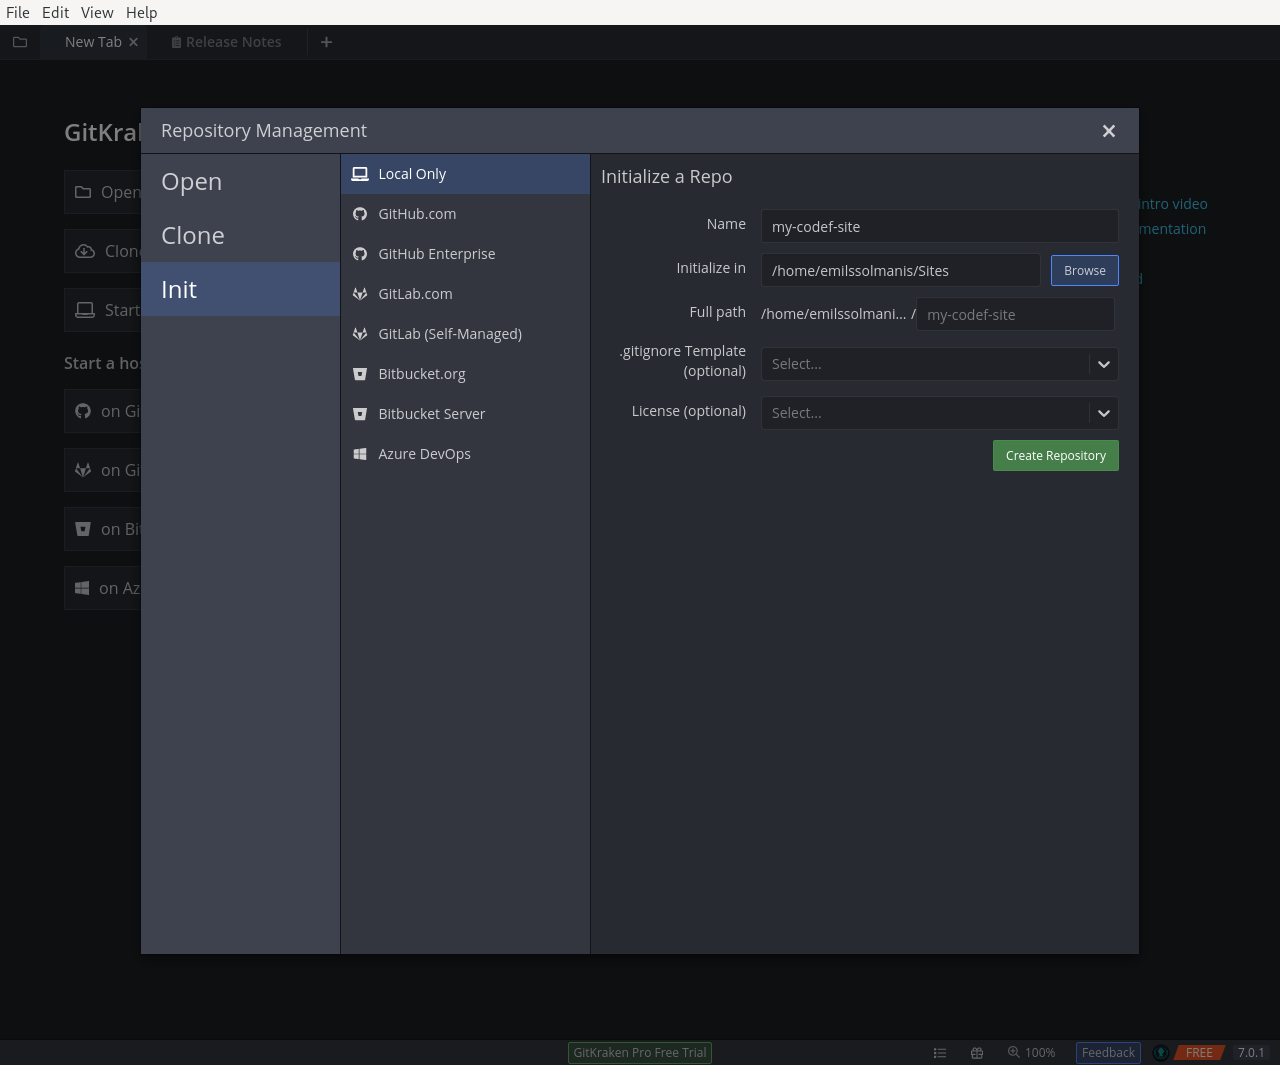 File Edit View Help
New Tab
Release Notes
GitKra
Open
Clon
Start
Start a ho
on Gi
on Gi
on Bi
on Az
intro video
mentation
Repository Management
Open
Clone
Init
Local Only
GitHub.com
GitHub Enterprise
GitLab.com
GitLab (Self-Managed)
Bitbucket.org
Bitbucket Server
Azure DevOps
Initialize a Repo
Name my-codef-site
Initialize in /home/emilssolmanis/Sites Browse
Full path /home/emilssolmani... / my-codef-site
.gitignore Template
(optional) Select...
License (optional) Select...
Create Repository
GitKraken Pro Free Trial 100% Feedback FREE 7.0.1